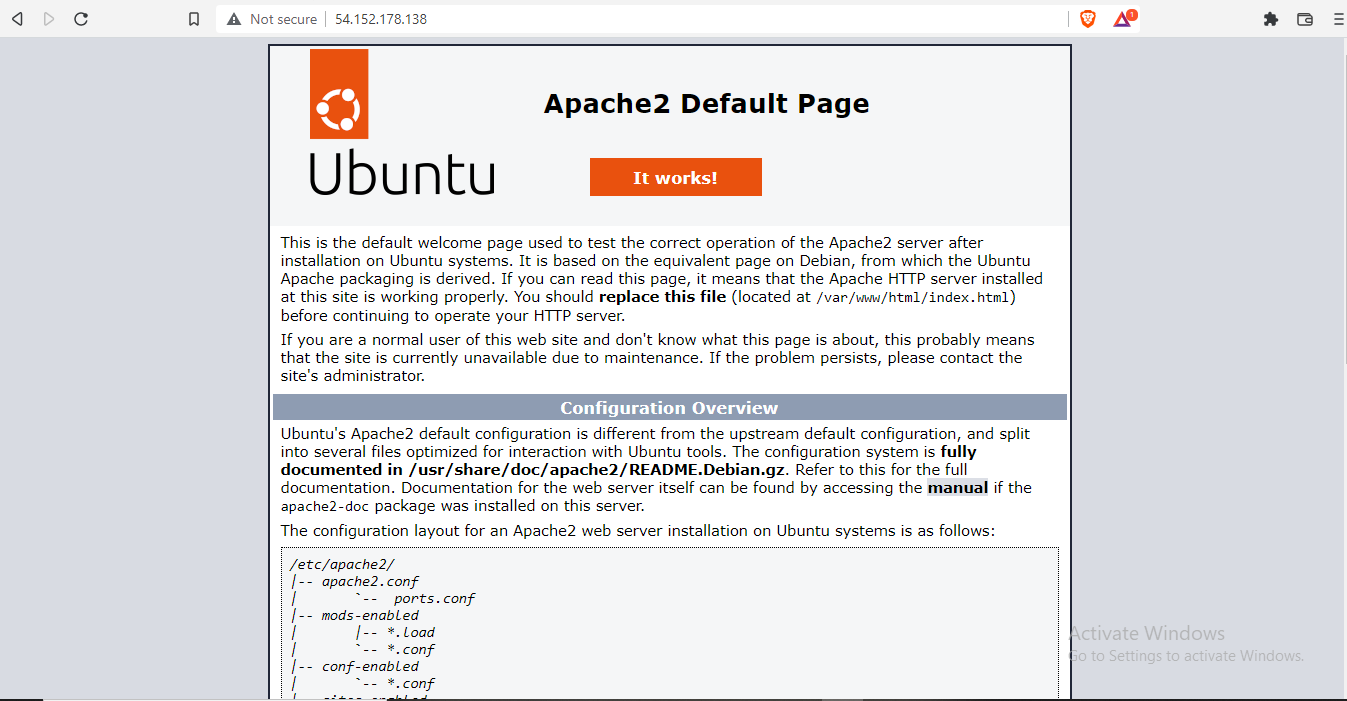 Not secure 54.152.178.138
1
Apache2 Default Page
Ubuntu
It works!
This is the default welcome page used to test the correct operation of the Apache2 server after
installation on Ubuntu systems. It is based on the equivalent page on Debian, from which the Ubuntu
Apache packaging is derived. If you can read this page, it means that the Apache HTTP server installed
at this site is working properly. You should replace this file (located at /var/www/html/index.html)
before continuing to operate your HTTP server.
If you are a normal user of this web site and don't know what this page is about, this probably means
that the site is currently unavailable due to maintenance. If the problem persists, please contact the
site's administrator.
Configuration Overview
Ubuntu's Apache2 default configuration is different from the upstream default configuration, and split
into several files optimized for interaction with Ubuntu tools. The configuration system is fully
documented in /usr/share/doc/apache2/README.Debian.gz. Refer to this for the full
documentation. Documentation for the web server itself can be found by accessing the manual if the
apache2-doc package was installed on this server.
The configuration layout for an Apache2 web server installation on Ubuntu systems is as follows:
/etc/apache2/
|-- apache2.conf
|       `--  ports.conf
|-- mods-enabled
|       |-- *.load
|       `-- *.conf
|-- conf-enabled
|       `-- *.conf
Activate Windows
Go to Settings to activate Windows.